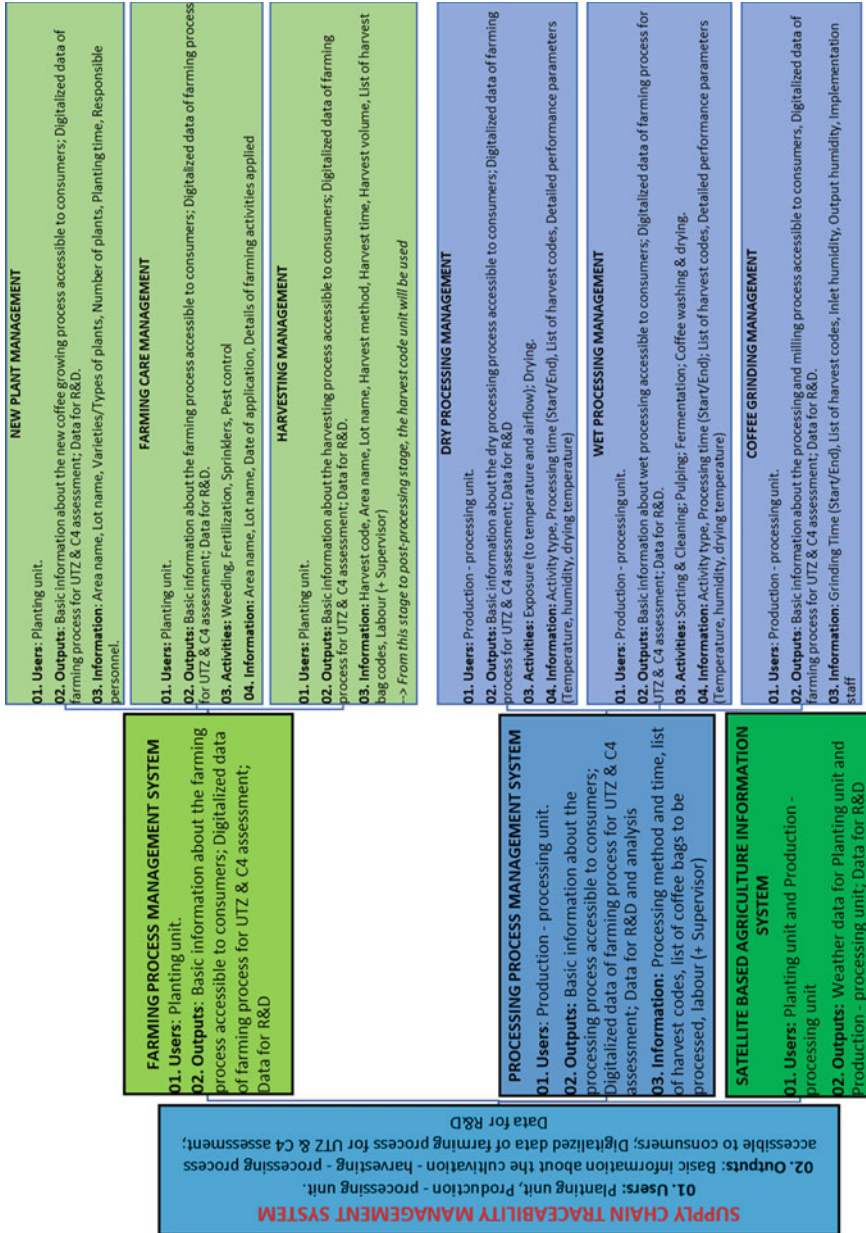 SUPPLY CHAIN TRACEABILITY MANAGEMENT SYSTEM
01. Users: Planting unit, Production - processing unit.
02. Outputs: Basic information about the cultivation - harvesting - processing process
accessible to consumers; Digitalized data of farming process for UTZ & C4 assessment;
Data for R&D
FARMING PROCESS MANAGEMENT SYSTEM
01. Users: Planting unit.
02. Outputs: Basic information about the farming
process accessible to consumers; Digitalized data
of farming process for UTZ & C4 assessment;
Data for R&D
PROCESSING PROCESS MANAGEMENT SYSTEM
01. Users: Production - processing unit.
02. Outputs: Basic information about the
processing process accessible to consumers;
Digitalized data of farming process for UTZ & C4
assessment; Data for R&D and analysis
03. Information: Processing method and time, list
of harvest codes, list of coffee bags to be
processed, labour (+ Supervisor)
SATELLITE BASED AGRICULTURE INFORMATION
SYSTEM
01. Users: Planting unit and Production -
processing unit
02. Outputs: Weather data for Planting unit and
Production - processing unit; Data for R&D
NEW PLANT MANAGEMENT
01. Users: Planting unit.
02. Outputs: Basic information about the new coffee growing process accessible to consumers; Digitalized data of
farming process for UTZ & C4 assessment; Data for R&D.
03. Information: Area name, Lot name, Varieties/Types of plants, Number of plants, Planting time, Responsible
personnel.
FARMING CARE MANAGEMENT
01. Users: Planting unit.
02. Outputs: Basic information about the farming process accessible to consumers; Digitalized data of farming process
for UTZ & C4 assessment; Data for R&D.
03. Activities: Weeding, Fertilization, Sprinklers, Pest control
04. Information: Area name, Lot name, Date of application, Details of farming activities applied
HARVESTING MANAGEMENT
01. Users: Planting unit.
02. Outputs: Basic information about the harvesting process accessible to consumers; Digitalized data of farming
process for UTZ & C4 assessment; Data for R&D.
03. Information: Harvest code, Area name, Lot name, Harvest method, Harvest time, Harvest volume, List of harvest
bag codes, Labour (+ Supervisor)
--> From this stage to post-processing stage, the harvest code unit will be used
DRY PROCESSING MANAGEMENT
01. Users: Production - processing unit.
02. Outputs: Basic information about the dry processing process accessible to consumers; Digitalized data of farming
process for UTZ & C4 assessment; Data for R&D
03. Activities: Exposure (to temperature and airflow); Drying.
04. Information: Activity type, Processing time (Start/End), List of harvest codes, Detailed performance parameters
(Temperature, humidity, drying temperature)
WET PROCESSING MANAGEMENT
01. Users: Production - processing unit.
02. Outputs: Basic information about wet processing accessible to consumers; Digitalized data of farming process for
UTZ & C4 assessment; Data for R&D.
03. Activities: Sorting & Cleaning; Pulping; Fermentation; Coffee washing & drying.
04. Information: Activity type, Processing time (Start/End); List of harvest codes, Detailed performance parameters
(Temperature, humidity, drying temperature)
COFFEE GRINDING MANAGEMENT
01. Users: Production - processing unit.
02. Outputs: Basic information about the processing and milling process accessible to consumers, Digitalized data of
farming process for UTZ & C4 assessment; Data for R&D.
03. Information: Grinding Time (Start/End), List of harvest codes, Inlet humidity, Output humidity, Implementation
staff